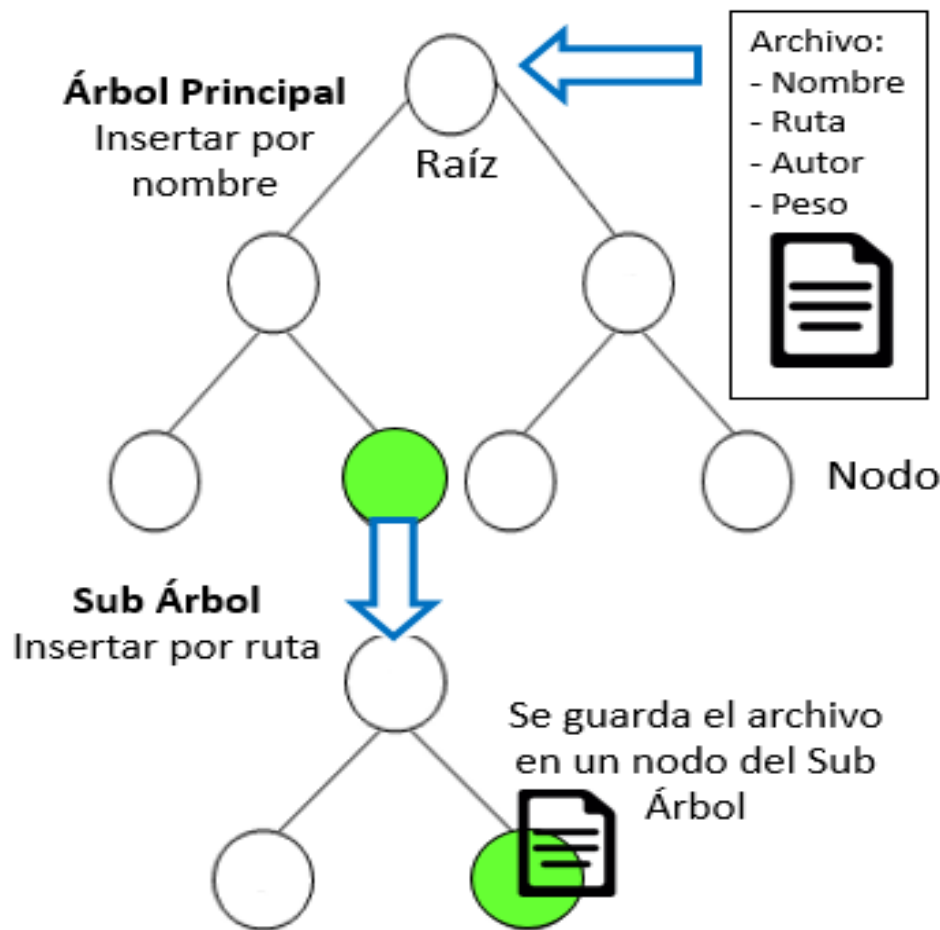 Árbol Principal
Insertar por
nombre
Raíz
Archivo:
- Nombre
- Ruta
- Autor
- Peso
Nodo
Sub Árbol
Insertar por ruta
Se guarda el archivo
en un nodo del Sub
Árbol